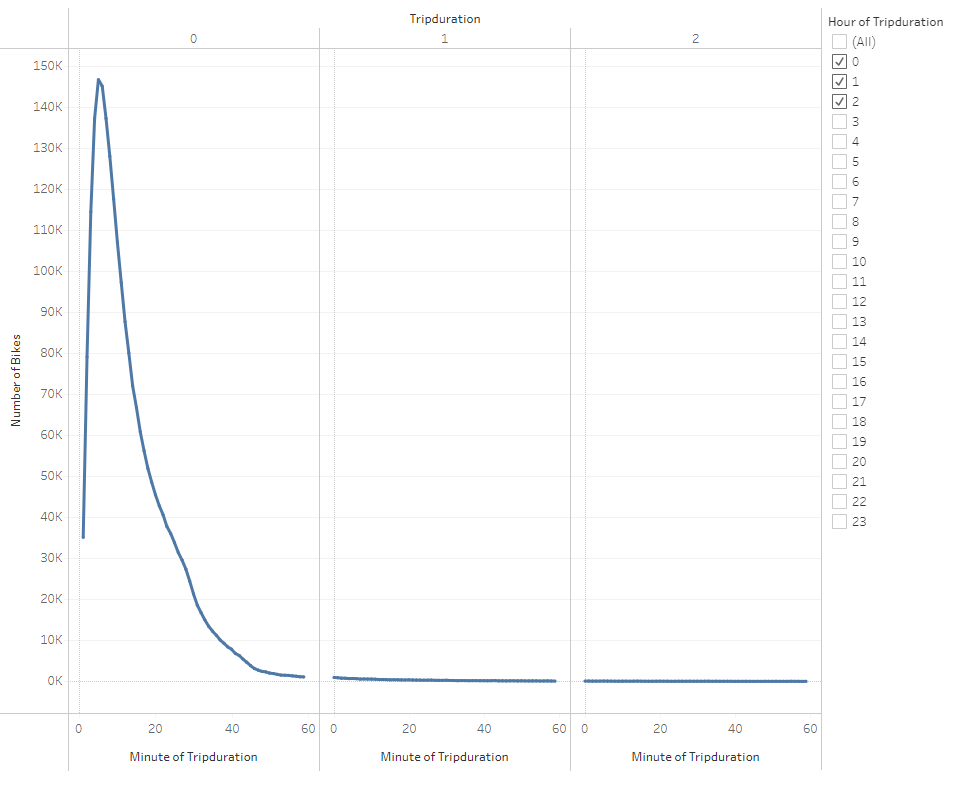 Tripduration
0 1 2
150K
140K
130K
120K
110K
100K
90K
80K
70K
60K
50K
40K
30K
20K
10K
0K
Number of Bikes
0 20 40 60 0 20 40 60 0 20 40 60
Minute of Tripduration Minute of Tripduration Minute of Tripduration
Hour of Tripduration
(All)
0
1
2
3
4
5
6
7
8
9
10
11
12
13
14
15
16
17
18
19
20
21
22
23